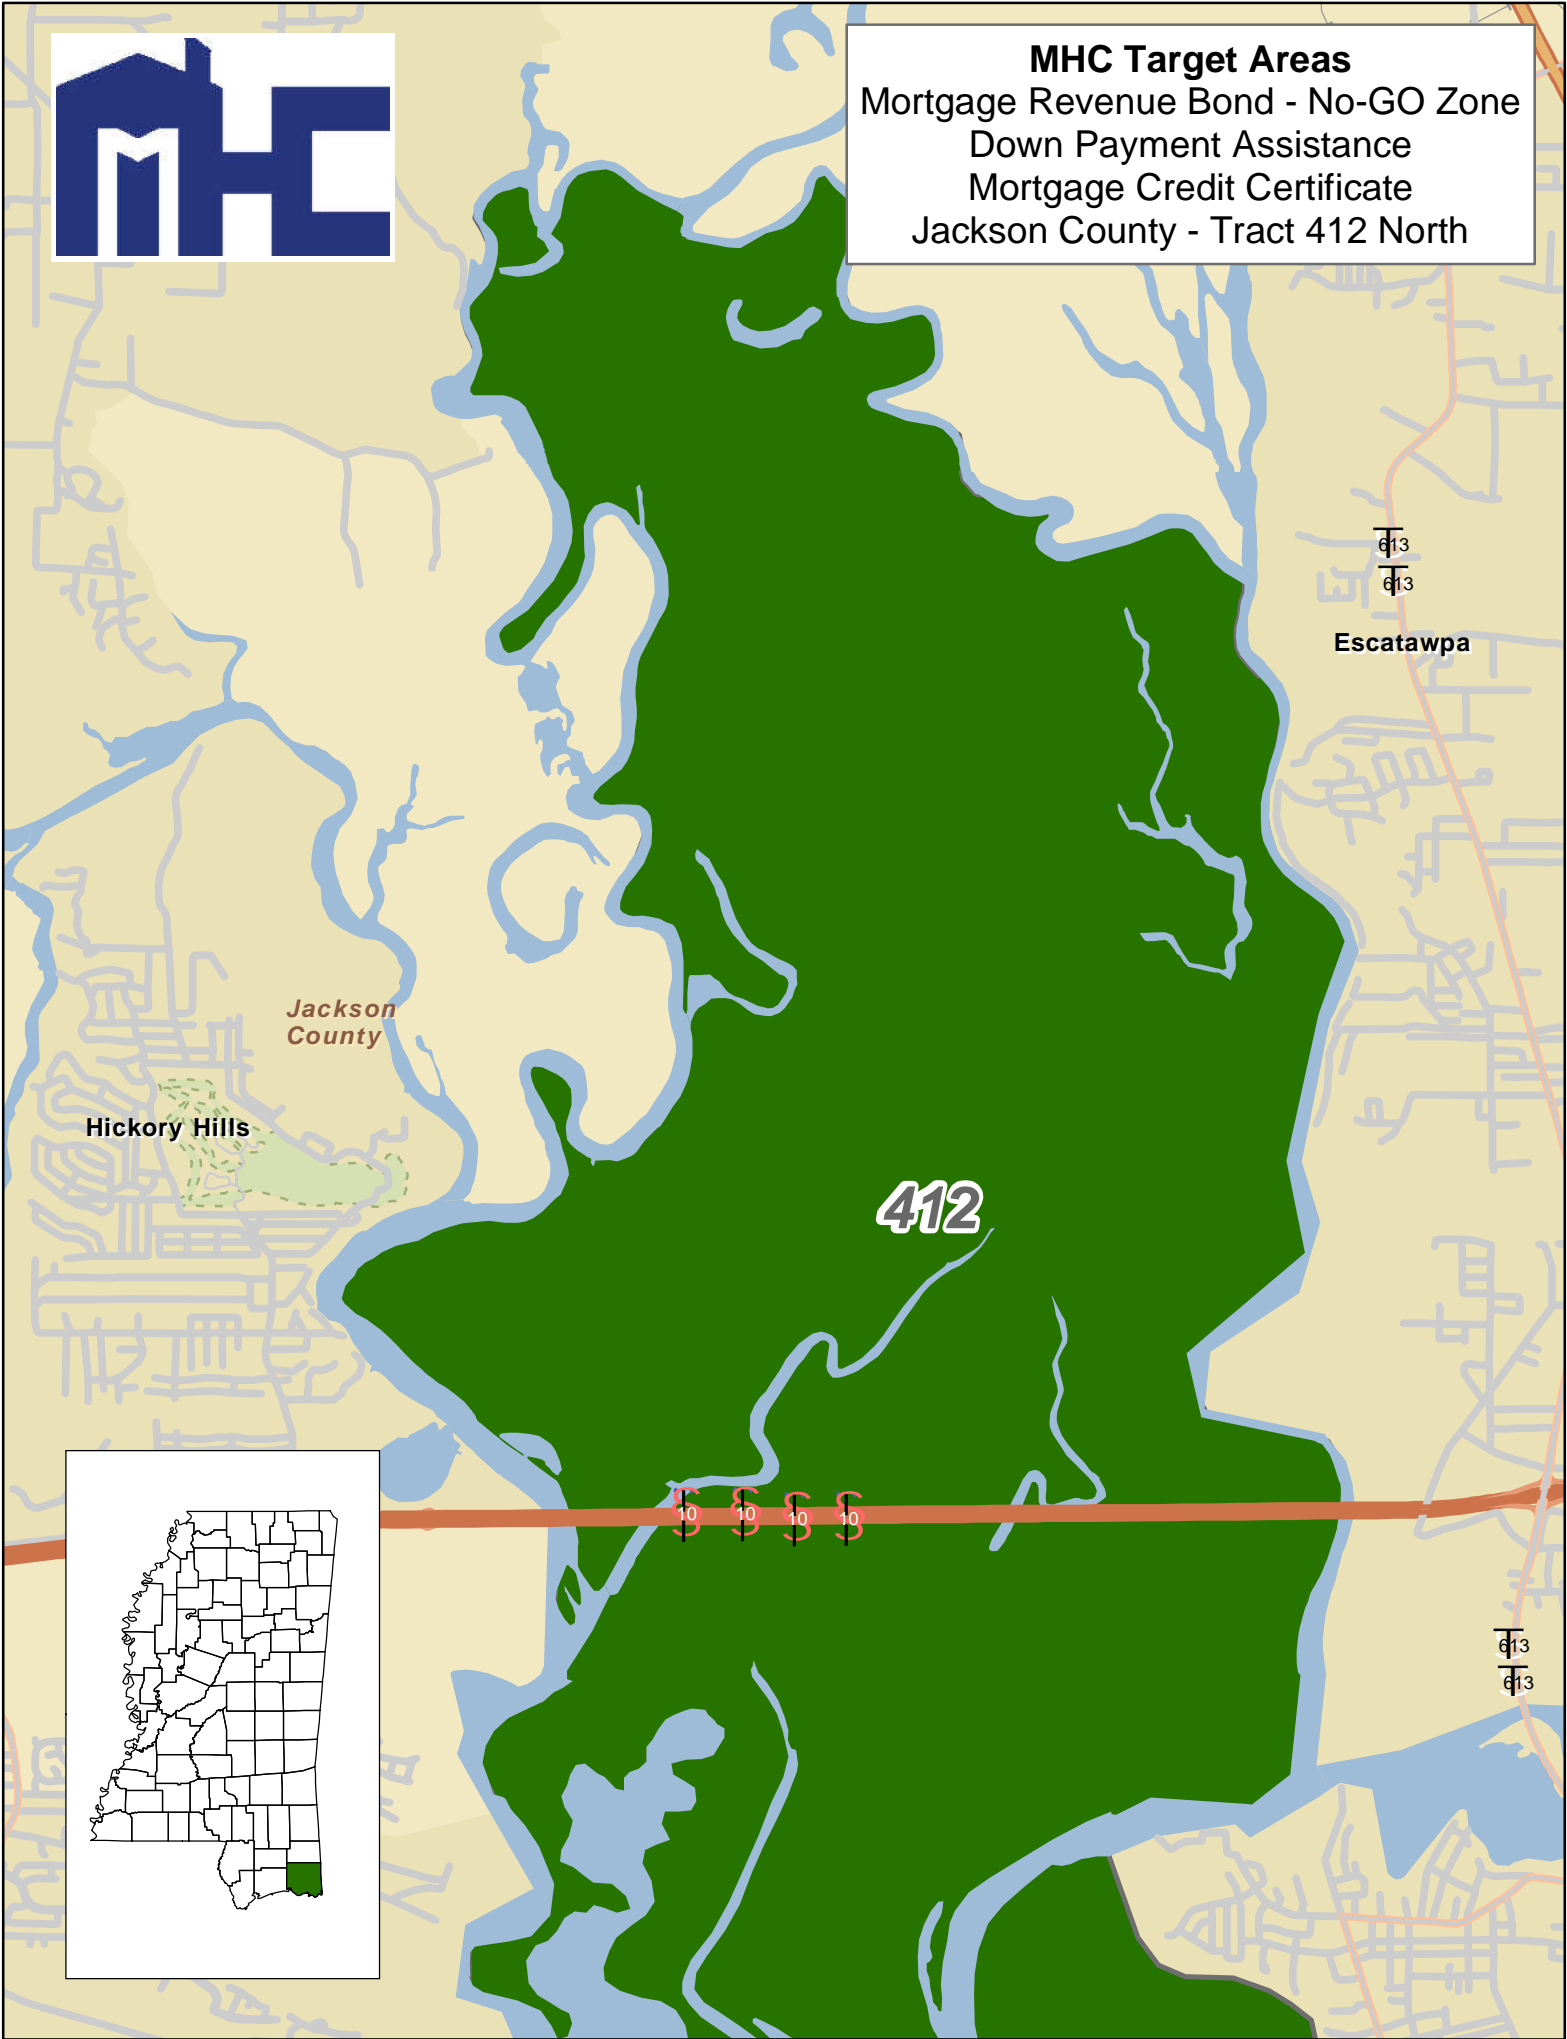 MHC
MHC Target Areas
Mortgage Revenue Bond - No-GO Zone
Down Payment Assistance
Mortgage Credit Certificate
Jackson County - Tract 412 North
613
613
Escatawpa
Jackson
County
Hickory Hills
412
10
10
10
10
613
613